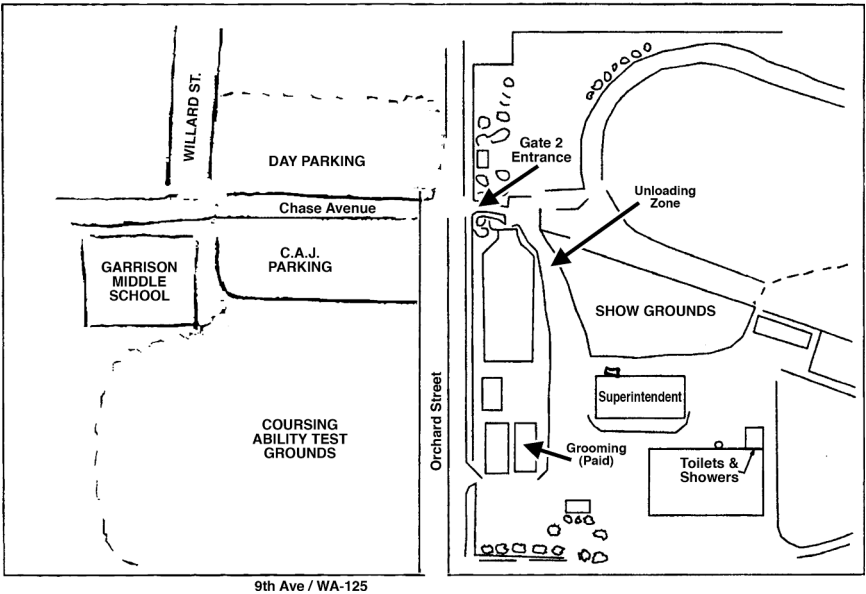 WILLARD ST.
DAY PARKING
Gate 2
Entrance
Unloading
Zone
Chase Avenue
C.A.J.
PARKING
GARRISON
MIDDLE
SCHOOL
SHOW GROUNDS
Superintendent
Orchard Street
COURSING
ABILITY TEST
GROUNDS
Grooming
(Paid)
Toilets &
Showers
9th Ave / WA-125